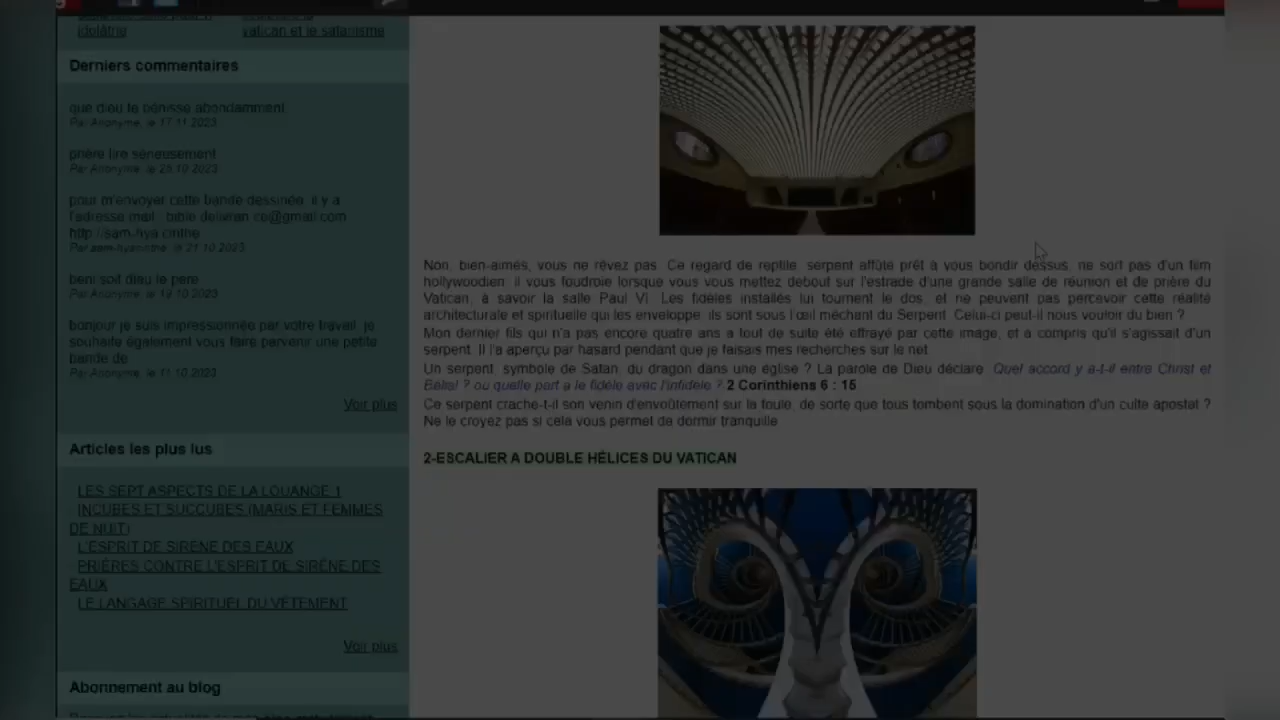 idolâtrie
vatican et le satanisme
Derniers commentaires
que dieu te bénisse abondamment
Par Anonyme, le 17.11.2023
prière lire sérieusement
Par Anonyme, le 25.10.2023
pour m'envoyer cette bande dessinée, il y a
l'adresse mail :
http://sam-hya cinthe
Par sam-hyacinthe, le 21.10.2023
beni soit dieu le pere
Par Anonyme, le 19.10.2023
bonjour je suis impressionnée par votre travail. je
souhaite également vous faire parvenir une petite
bande de
Par Anonyme, le 11.10.2023
Voir plus
Articles les plus lus
LES SEPT ASPECTS DE LA LOUANGE 1
INCUBES ET SUCCUBES (MARIS ET FEMMES
DE NUIT)
L'ESPRIT DE SIRENE DES EAUX
PRIÈRES CONTRE L'ESPRIT DE SIRÈNE DES
EAUX
LE LANGAGE SPIRITUEL DU VÊTEMENT
Voir plus
Abonnement au blog
Non, bien-aimés, vous ne rêvez pas. Ce regard de reptile, serpent affûté prêt à vous bondir dessus, ne sort pas d'un film
hollywoodien, il vous foudroie lorsque vous vous mettez debout sur l'estrade d'une grande salle de réunion et de prière du
Vatican, à savoir la salle Paul VI. Les fidèles installés lui tournent le dos, et ne peuvent pas percevoir cette réalité
architecturale et spirituelle qui les enveloppe: ils sont sous l'œil méchant du Serpent. Celui-ci peut-il nous vouloir du bien ?
Mon dernier fils qui n'a pas encore quatre ans a tout de suite été effrayé par cette image, et a compris qu'il s'agissait d'un
serpent. Il l'a aperçu par hasard pendant que je faisais mes recherches sur le net.
Un serpent, symbole de Satan, du dragon dans une église ? La parole de Dieu déclare: Quel accord y a-t-il entre Christ et
Bélial ? ou quelle part a le fidèle avec l'infidèle ? 2 Corinthiens 6 : 15
Ce serpent crache-t-il son venin d'envoûtement sur la foule, de sorte que tous tombent sous la domination d'un culte apostat ?
Ne le croyez pas si cela vous permet de dormir tranquille.
2-ESCALIER A DOUBLE HÉLICES DU VATICAN